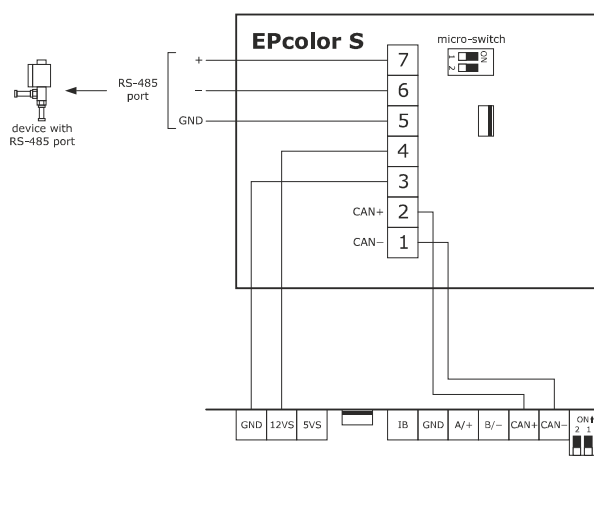 EPcolor S
micro-switch
ON
1
2
+
7
RS-485
port
−
6
GND
5
device with
RS-485 port
4
3
CAN+
2
CAN−
1
GND
12VS
5VS
IB
GND
A/+
B/−
CAN+
CAN−
ON
2 1